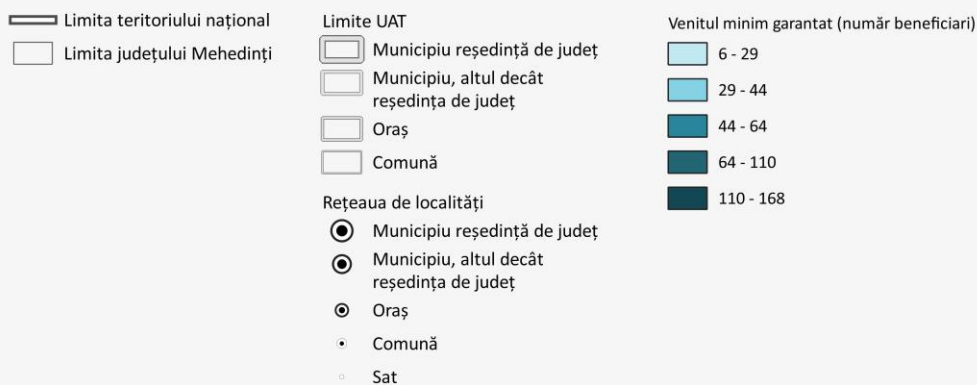 Limita teritoriului național
Limita județului Mehedinți
Limite UAT
Municipiu reședință de județ
Municipiu, altul decât
reședința de județ
Oraș
Comună
Rețeaua de localități
Municipiu reședință de județ
Municipiu, altul decât
reședința de județ
Oraș
Comună
Sat
Venitul minim garantat (număr beneficiari)
6 - 29
29 - 44
44 - 64
64 - 110
110 - 168